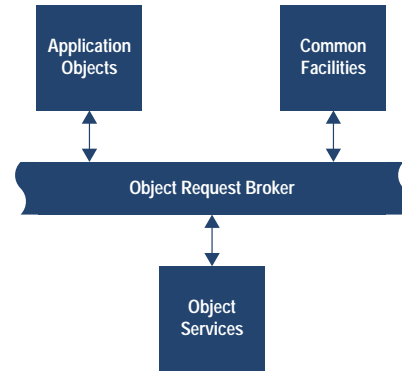 Application
Objects
Common
Facilities
Object Request Broker
Object
Services